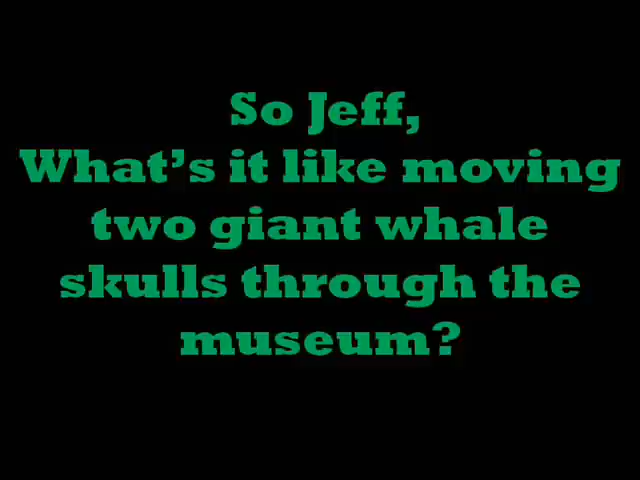 So Jeff,
What’s it like moving
two giant whale
skulls through the
museum?